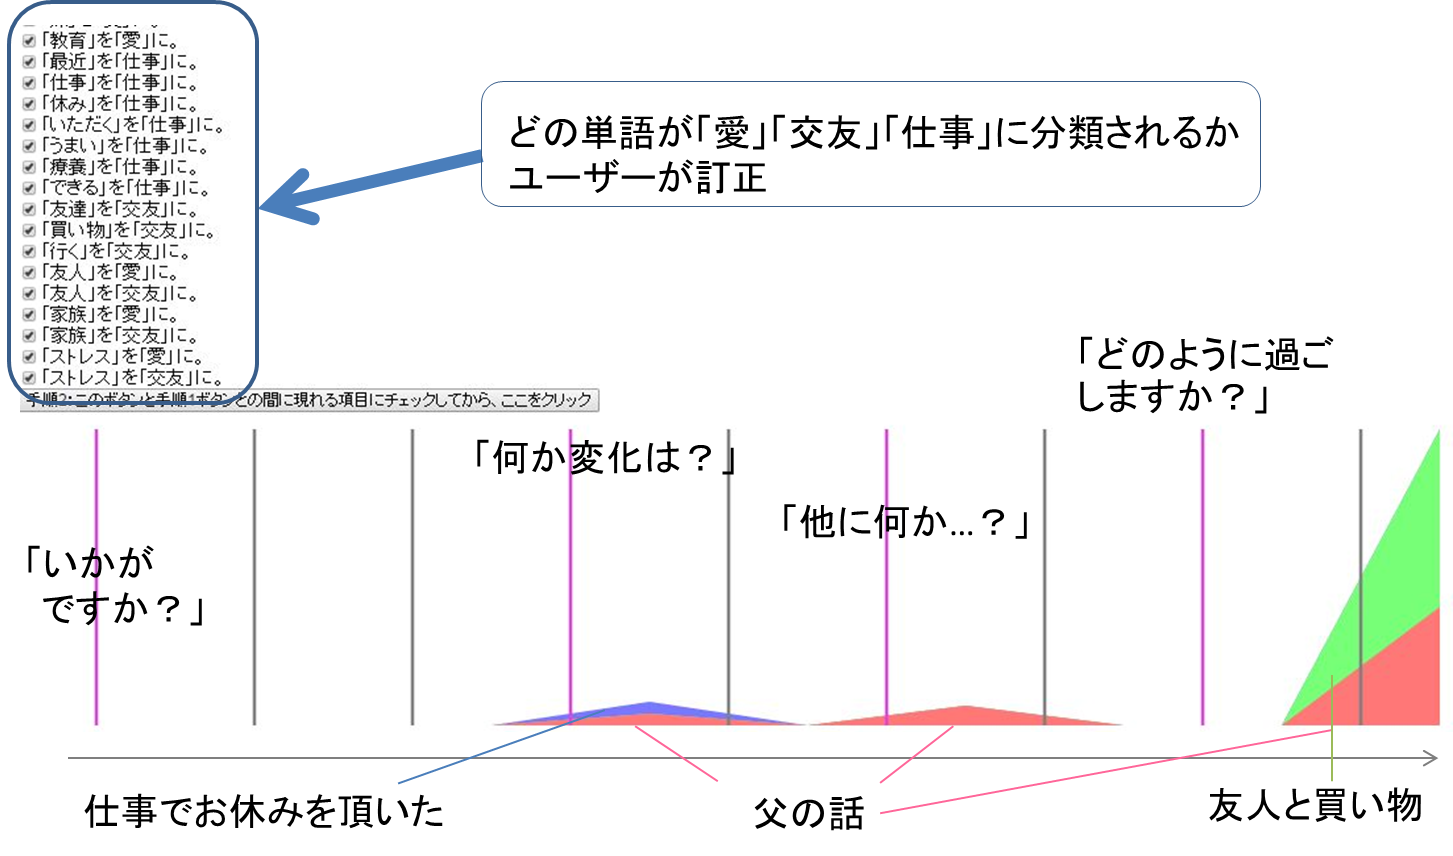 「教育」を「愛」に。
「最近」を「仕事」に。
「仕事」を「仕事」に。
「休み」を「仕事」に。
「いただく」を「仕事」に。
「うまい」を「仕事」に。
「療養」を「仕事」に。
「できる」を「仕事」に。
「友達」を「交友」に。
「買い物」を「交友」に。
「行く」を「交友」に。
「友人」を「愛」に。
「友人」を「交友」に。
「家族」を「愛」に。
「家族」を「交友」に。
「ストレス」を「愛」に。
「ストレス」を「交友」に。
手順2：このボタンと手順1ボタンとの間に現れる項目にチェックしてから、ここをクリック
どの単語が「愛」「交友」「仕事」に分類されるか
ユーザーが訂正
「いかが
ですか？」
「何か変化は？」
「他に何か…？」
「どのように過ご
しますか？」
仕事でお休みを頂いた
父の話
友人と買い物